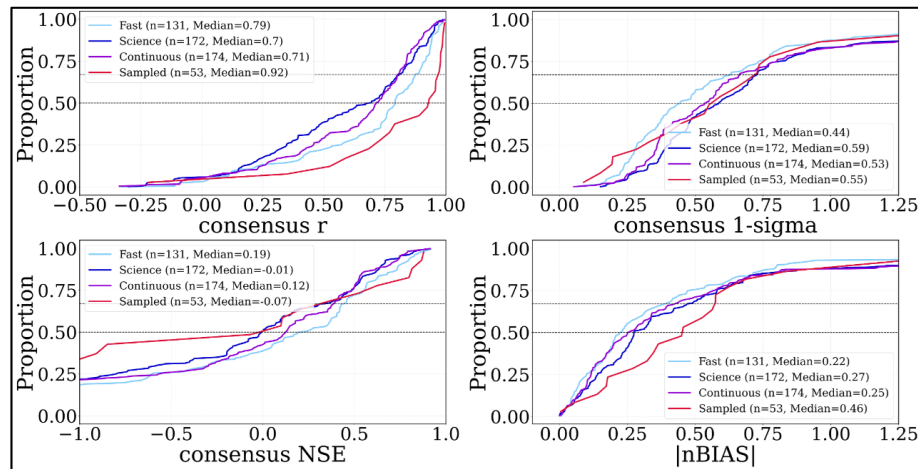 Proportion
1.00
0.75
0.50
0.25
0.00
Fast (n=131, Median=0.79)
Science (n=172, Median=0.7)
Continuous (n=174, Median=0.71)
Sampled (n=53, Median=0.92)
-0.50 -0.25 0.00 0.25 0.50 0.75 1.00
consensus r
Proportion
1.00
0.75
0.50
0.25
0.00
Fast (n=131, Median=0.44)
Science (n=172, Median=0.59)
Continuous (n=174, Median=0.53)
Sampled (n=53, Median=0.55)
0.00 0.25 0.50 0.75 1.00 1.25
consensus 1-sigma
Proportion
1.00
0.75
0.50
0.25
0.00
Fast (n=131, Median=0.19)
Science (n=172, Median=-0.01)
Continuous (n=174, Median=0.12)
Sampled (n=53, Median=-0.07)
-1.0 -0.5 0.0 0.5 1.0
consensus NSE
Proportion
1.00
0.75
0.50
0.25
0.00
Fast (n=131, Median=0.22)
Science (n=172, Median=0.27)
Continuous (n=174, Median=0.25)
Sampled (n=53, Median=0.46)
0.00 0.25 0.50 0.75 1.00 1.25
|nBIAS|